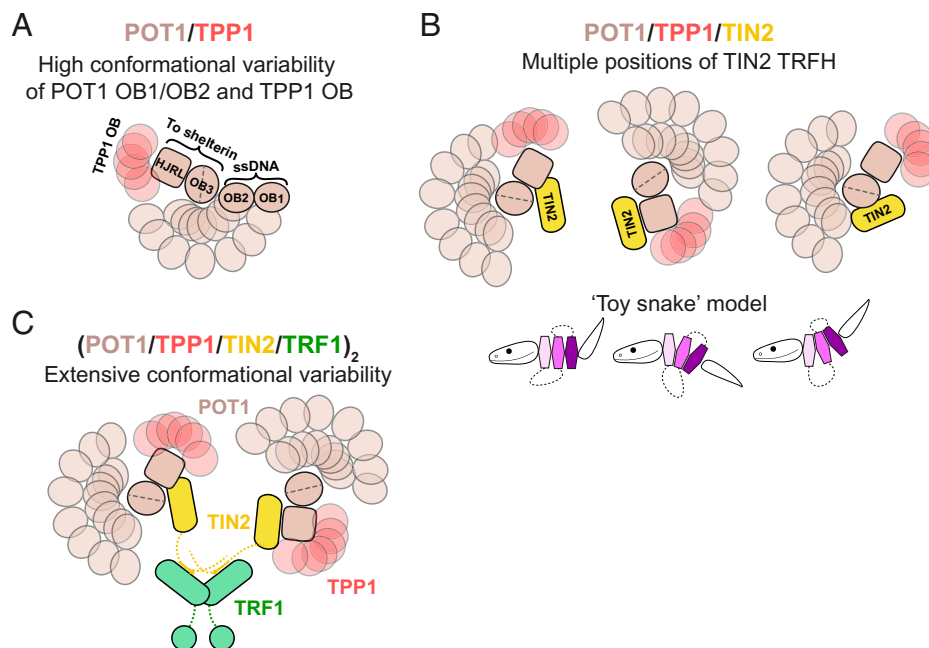 A
POT1/TPP1
High conformational variability
of POT1 OB1/OB2 and TPP1 OB
TPP1 OB
To shelterin
ssDNA
HJRL
OB3
OB2
OB1
B
POT1/TPP1/TIN2
Multiple positions of TIN2 TRFH
TIN2
TIN2
TIN2
'Toy snake' model
C
(POT1/TPP1/TIN2/TRF1)2
Extensive conformational variability
POT1
TIN2
TPP1
TRF1